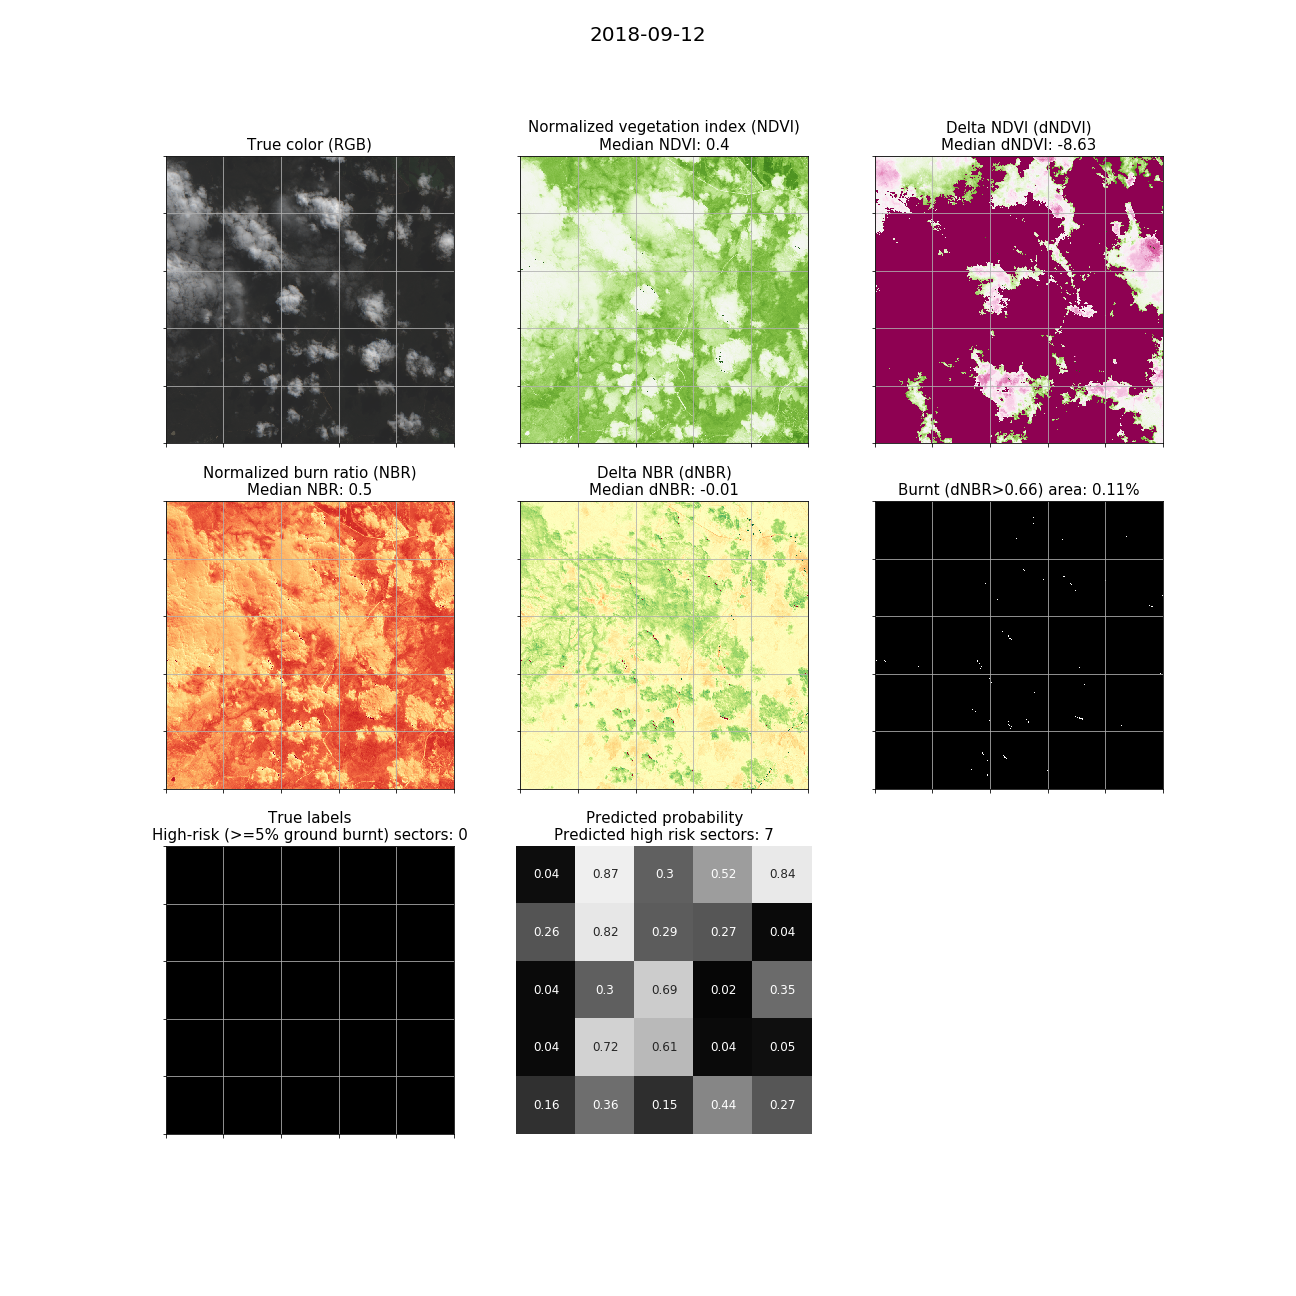 2018-09-12
True color (RGB)
Normalized vegetation index (NDVI)
Median NDVI: 0.4
Delta NDVI (dNDVI)
Median dNDVI: -8.63
Normalized burn ratio (NBR)
Median NBR: 0.5
Delta NBR (dNBR)
Median dNBR: -0.01
Burnt (dNBR>0.66) area: 0.11%
True labels
High-risk (>=5% ground burnt) sectors: 0
Predicted probability
Predicted high risk sectors: 7
0.04 0.87 0.3 0.52 0.84
0.26 0.82 0.29 0.27 0.04
0.04 0.3 0.69 0.02 0.35
0.04 0.72 0.61 0.04 0.05
0.16 0.36 0.15 0.44 0.27